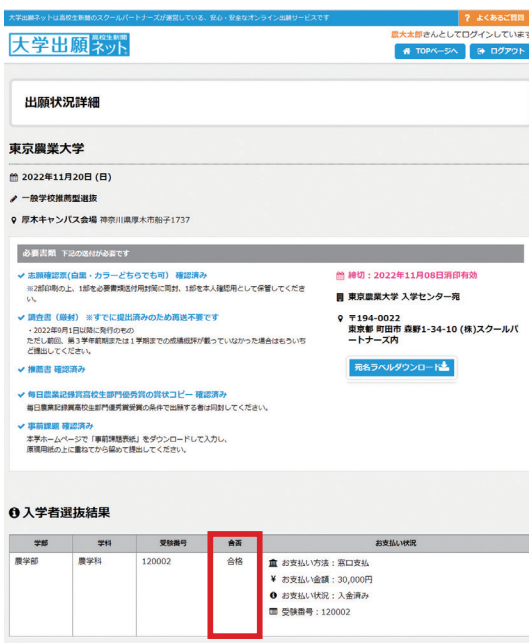 大学出願ネットは高校生新聞のスクールパートナーズが運営している、安心・安全なオンライン出願サービスです
? よくあるご質問
大学出願高校生新聞ネット
農大太郎さんとしてログインしています
TOPページへ
ログアウト
出願状況詳細
東京農業大学
2022年11月20日 (日)
一般学校推薦型選抜
厚木キャンパス会場 神奈川県厚木市船子1737
必要書類 下記の送付が必要です
志願確認票(白黒・カラーどちらでも可) 確認済み
※2部印刷の上、1部を必要書類送付用封筒に同封、1部を本人確認用として保管してくださ
い。
調査書（厳封） ※すでに提出済みのため再送不要です
・2022年9月1日以降に発行のもの
ただし前回、第３学年前期または１学期までの成績評評が載っていなかった場合はもういち
ど提出してください。
推薦書 確認済み
毎日農業記録賞高校生部門優秀賞の賞状コピー 確認済み
毎日農業記録賞高校生部門優秀賞受賞の条件で出願する者は同封してください。
事前課題 確認済み
本学ホームページで「事前課題表紙」をダウンロードして入力し、
原稿用紙の上に重ねてから留めて提出してください。
締切：2022年11月08日消印有効
東京農業大学 入学センター宛
〒194-0022
東京都 町田市 森野1-34-10 (株)スクールパ
ートナーズ内
宛名ラベルダウンロード
入学者選抜結果
学部 学科 受験番号 合否 お支払い状況
農学部 農学科 120002 合格 お支払い方法：窓口支払
¥ お支払い金額：30,000円
お支払い状況：入金済み
受験番号：120002